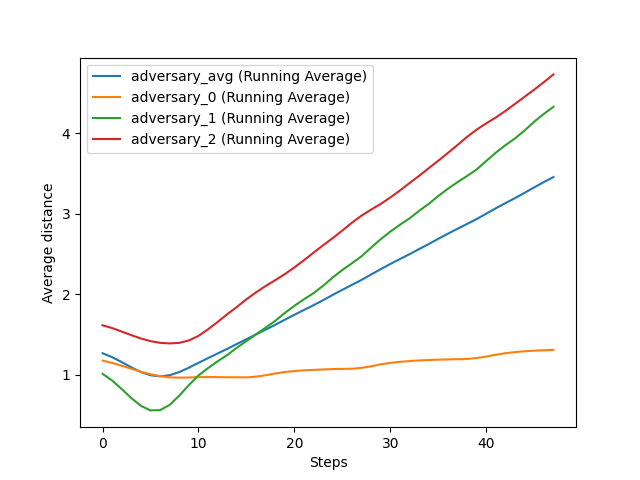 adversary_avg (Running Average)
adversary_0 (Running Average)
adversary_1 (Running Average)
adversary_2 (Running Average)
Average distance
4
3
2
1
0 10 20 30 40
Steps